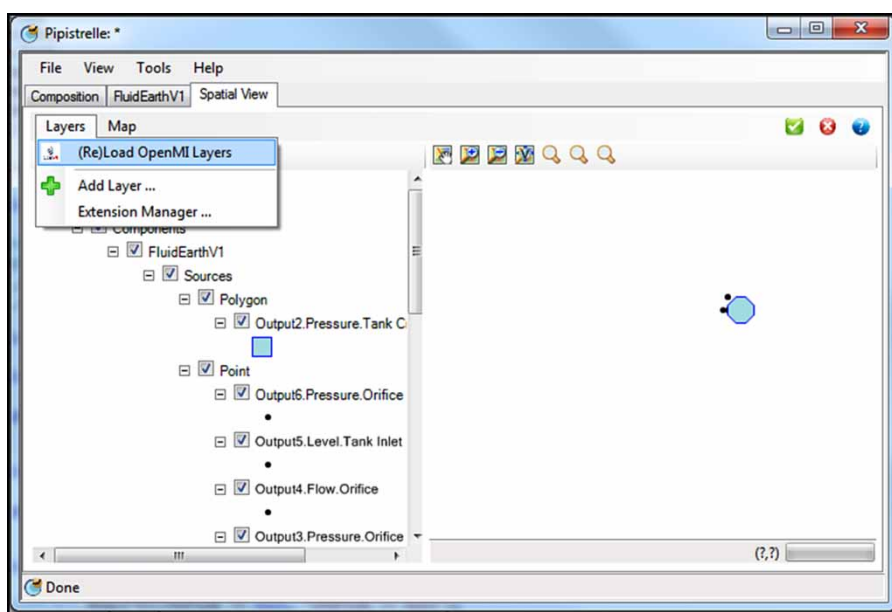 Pipistrelle: *
File View Tools Help
Composition FluidEarthV1 Spatial View
Layers Map
(Re)Load OpenMI Layers
Add Layer ...
Extension Manager ...
Components
FluidEarthV1
Sources
Polygon
Output2.Pressure.Tank C
Point
Output6.Pressure.Orifice
Output5.Level.Tank Inlet
Output4.Flow.Orifice
Output3.Pressure.Orifice
(?,?)
Done